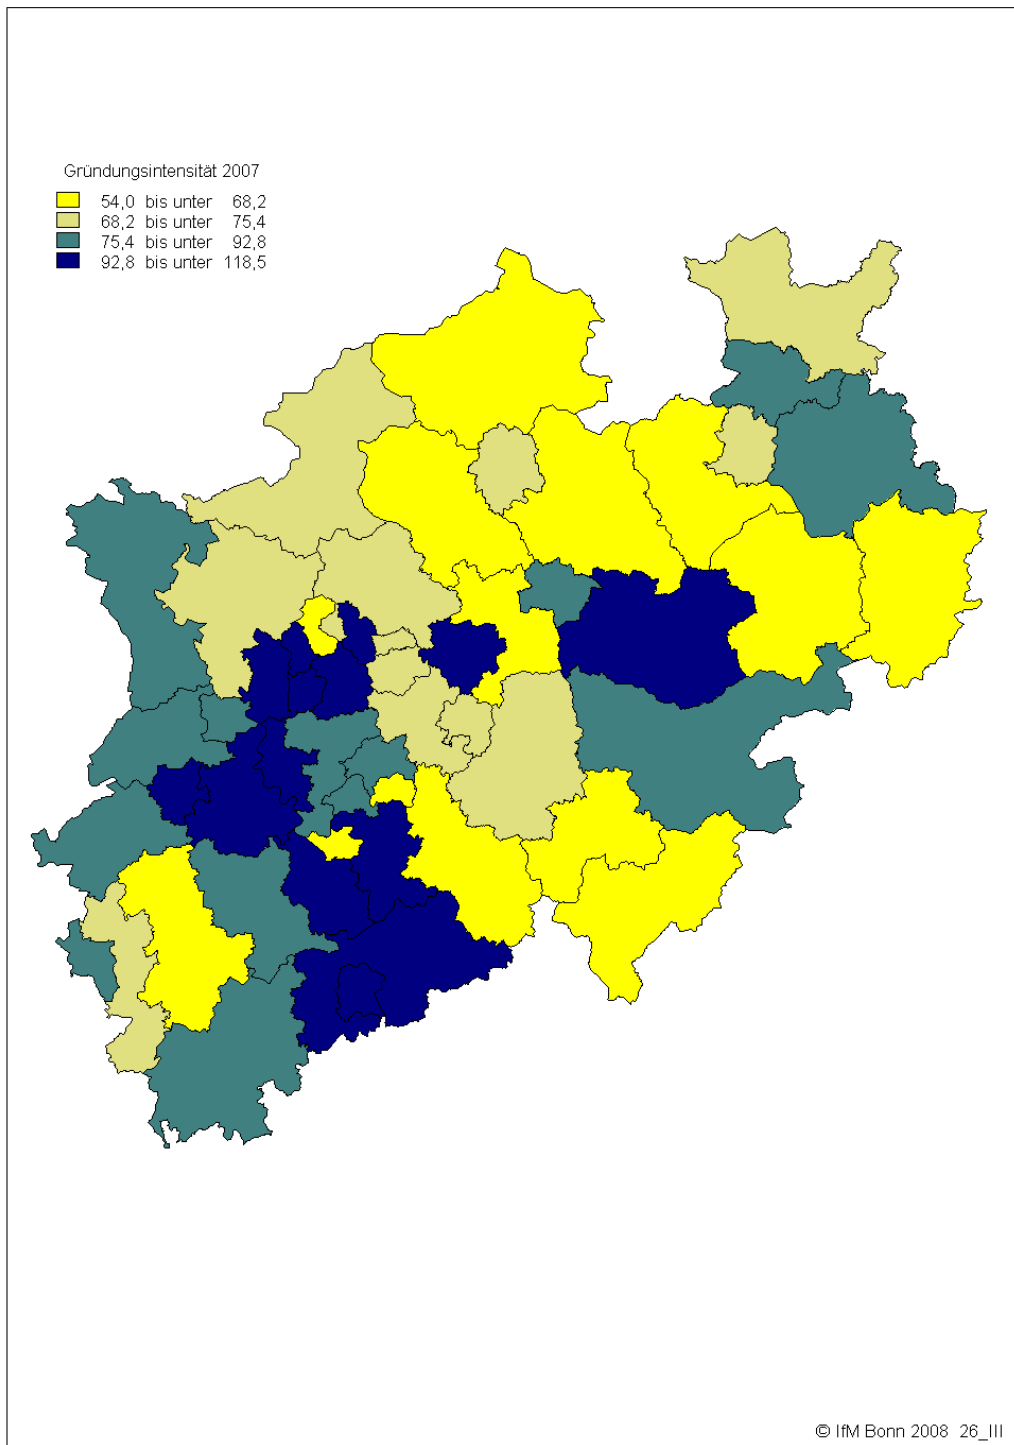 Gründungsintensität 2007
54,0 bis unter 68,2
68,2 bis unter 75,4
75,4 bis unter 92,8
92,8 bis unter 118,5
© IfM Bonn 2008 26_III